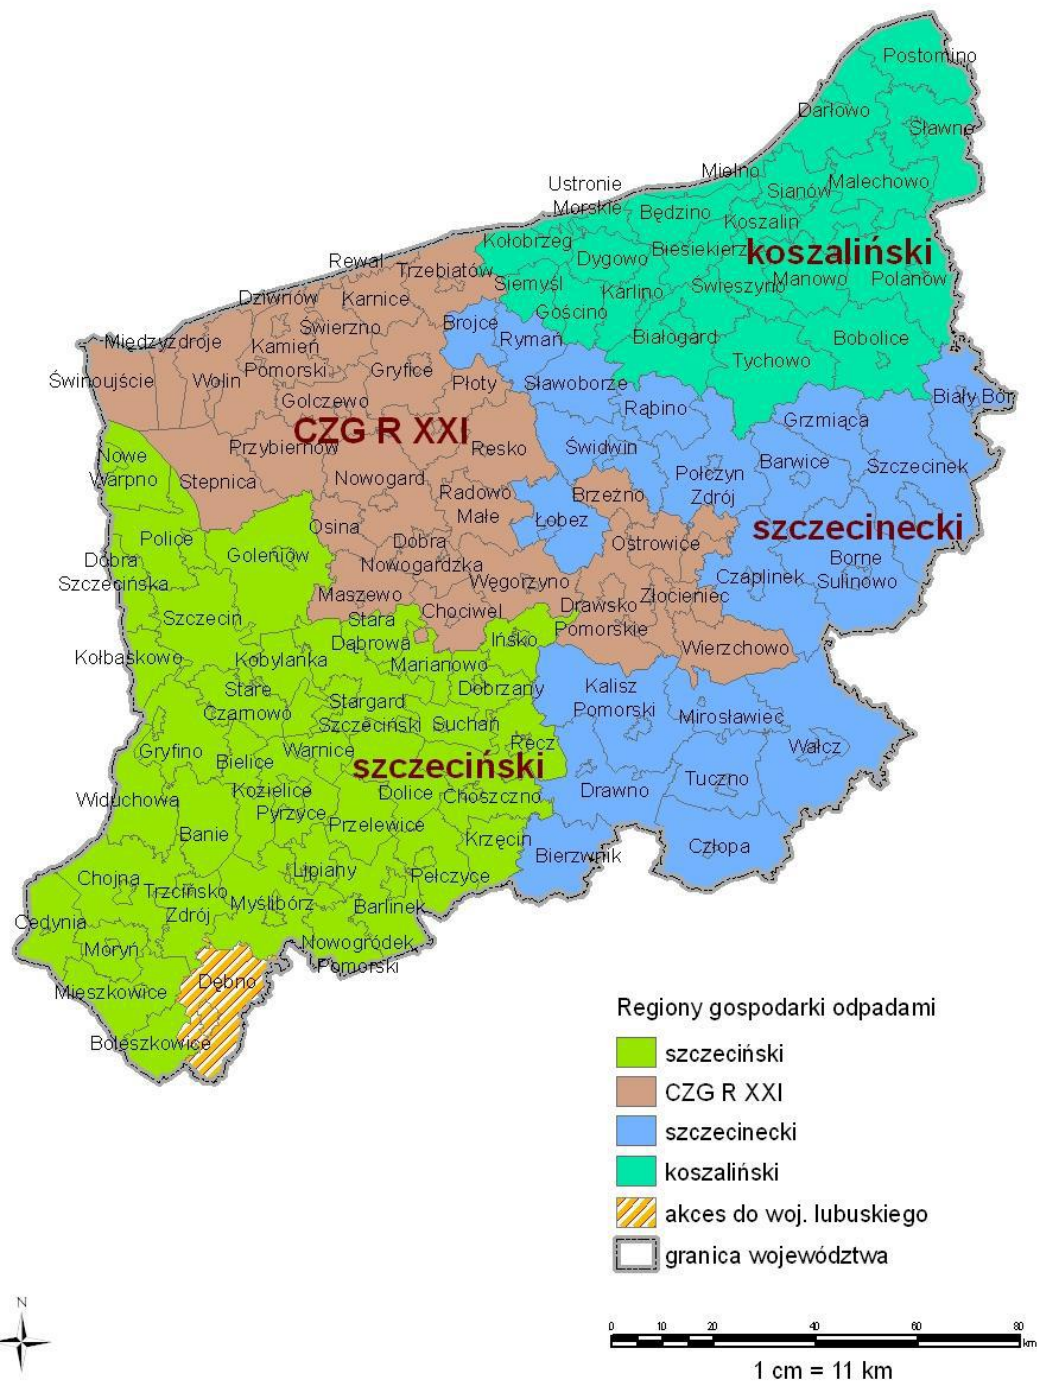 Postomino
Darłowo
Sławno
Mielno
Ustronie
Morskie
Sianów
Malechowo
Będzino
Koszalin
Kołobrzeg
Dygowo
Biesiekierz
koszaliński
Rewal
Trzebiatów
Siemyśl
Karlino
Świeszyno
Manowo
Polanów
Dziwnów
Karnice
Gościno
Świerzno
Brojce
Rymań
Białogard
Bobolice
Międzyzdroje
Kamień
Pomorski
Tychowo
Świnoujście
Wolin
Gryfice
Płoty
Sławoborze
Biały Bór
Golczewo
Rąbino
Grzmiąca
CZG R XXI
Przybiernów
Resko
Świdwin
Nowe
Warpno
Stepnica
Nowogard
Połczyn
Zdrój
Barwice
Szczecinek
Radowo
Małe
Brzeżno
Łobez
szczecinecki
Osina
Police
Goleniów
Dobra
Nowogardzka
Ostrowice
Dobra
Szczecińska
Borne
Sulinowo
Węgorzyno
Czaplinek
Maszewo
Chociwel
Drawsko
Pomorskie
Złocieniec
Szczecin
Stara
Dąbrowa
Ińsko
Wierzchowo
Kołbaskowo
Kobylanka
Marianowo
Stare
Czarnowo
Dobrzany
Kalisz
Pomorski
Stargard
Szczeciński
Suchań
Mirosławiec
Gryfino
Bielice
Warnice
Recz
Wałcz
szczeciński
Tuczno
Widuchowa
Kozielice
Dolice
Choszczno
Drawno
Pyrzyce
Banie
Przelewice
Krzęcin
Bierzwnik
Człopa
Chojna
Lipiany
Pełczyce
Trzcińsko
Zdrój
Myślibórz
Barlinek
Cedynia
Moryń
Nowogródek
Pomorski
Mieszkowice
Dębno
Boleszkowice
Regiony gospodarki odpadami
szczeciński
CZG R XXI
szczecinecki
koszaliński
akces do woj. lubuskiego
granica województwa
N
0 10 20 40 60 80
km
1 cm = 11 km